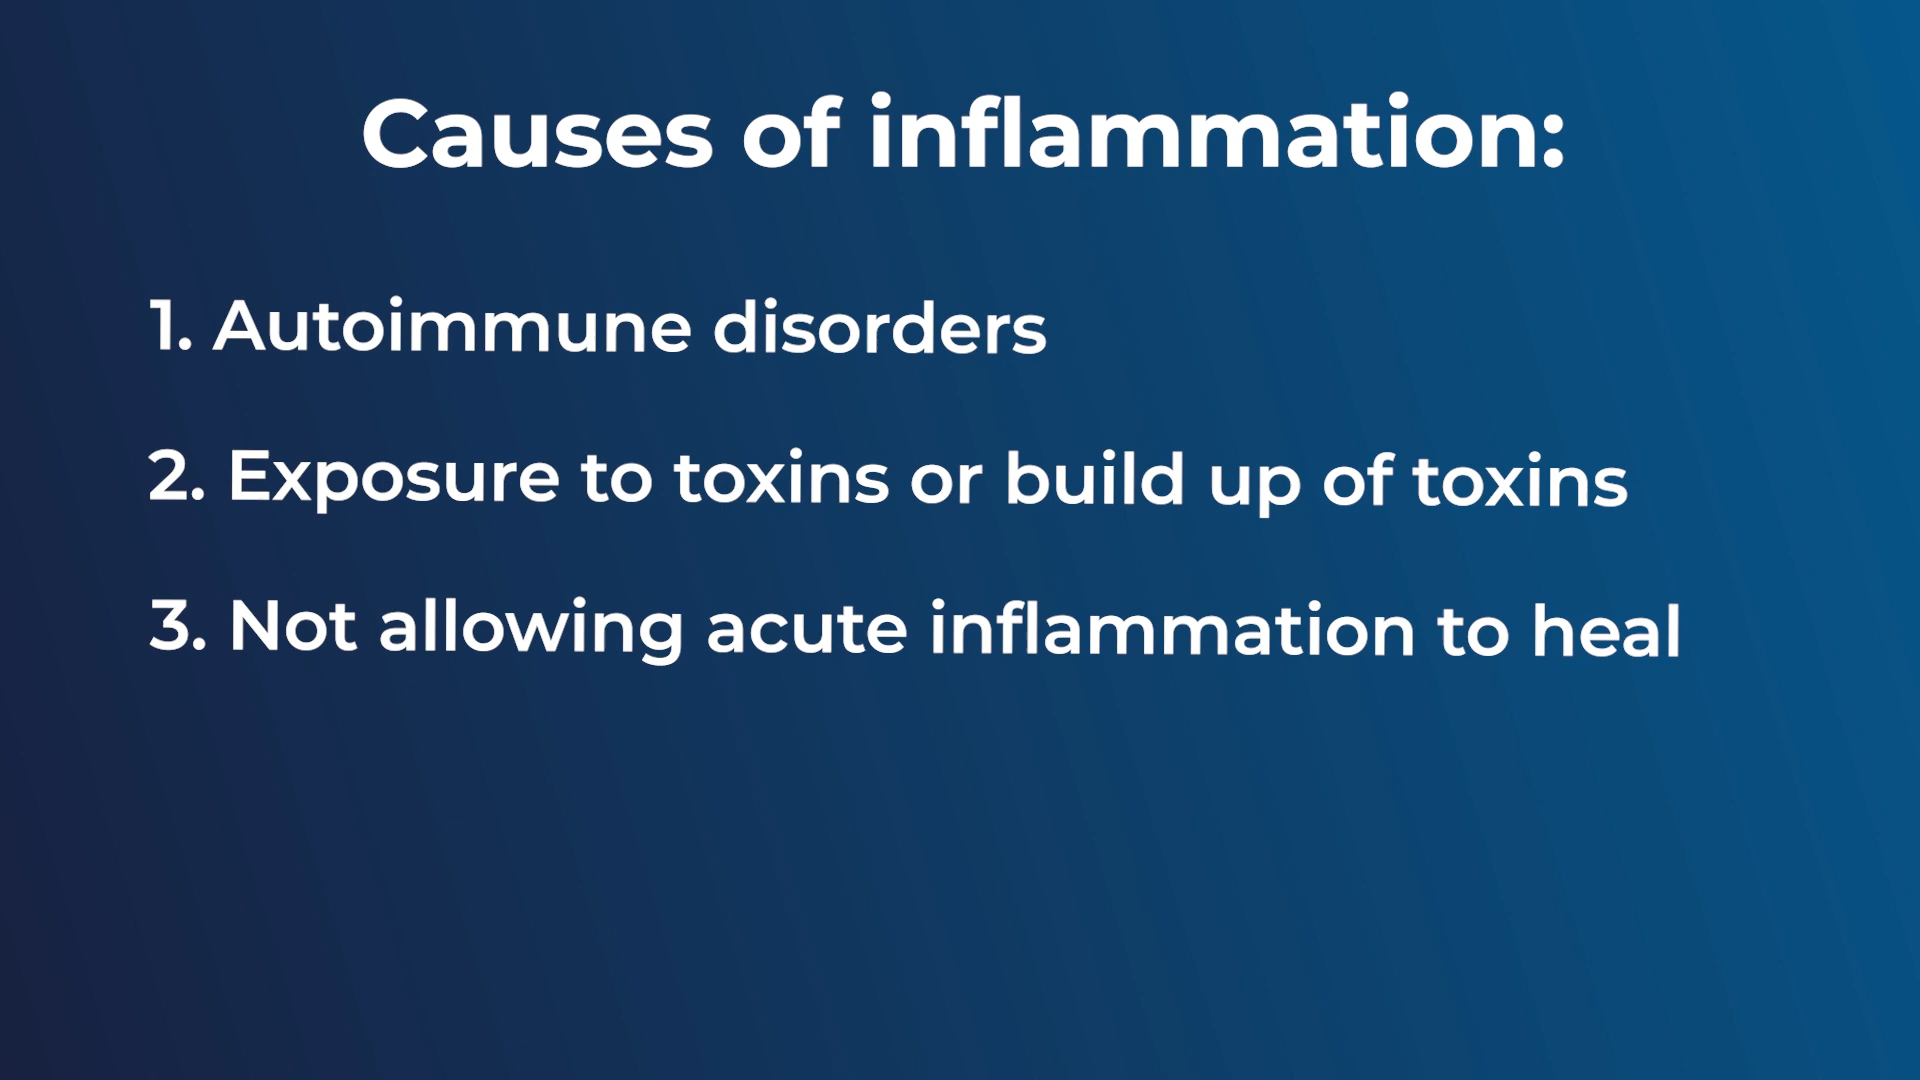 Causes of inflammation:
1. Autoimmune disorders
2. Exposure to toxins or build up of toxins
3. Not allowing acute inflammation to heal